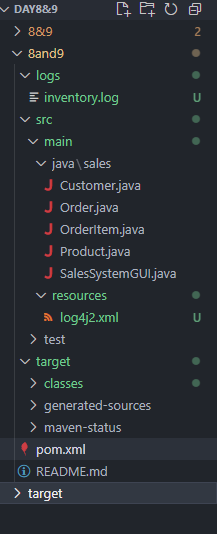 DAY8&9
8&9 2
8and9
logs
inventory.log U
src
main
java\sales
Customer.java
Order.java
OrderItem.java
Product.java
SalesSystemGUI.java
resources
log4j2.xml U
test
target
classes
generated-sources
maven-status
pom.xml
README.md
target